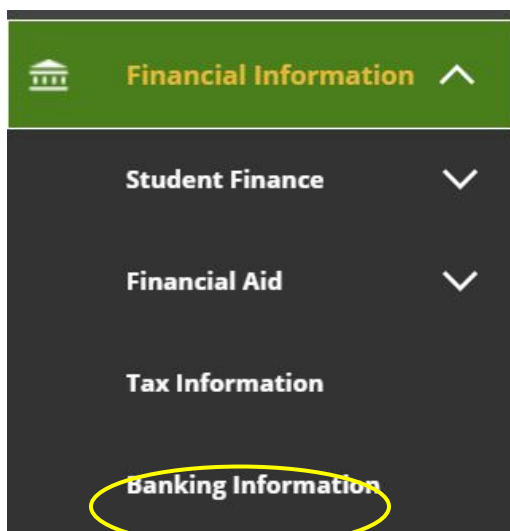 Financial Information
Student Finance
Financial Aid
Tax Information
Banking Information